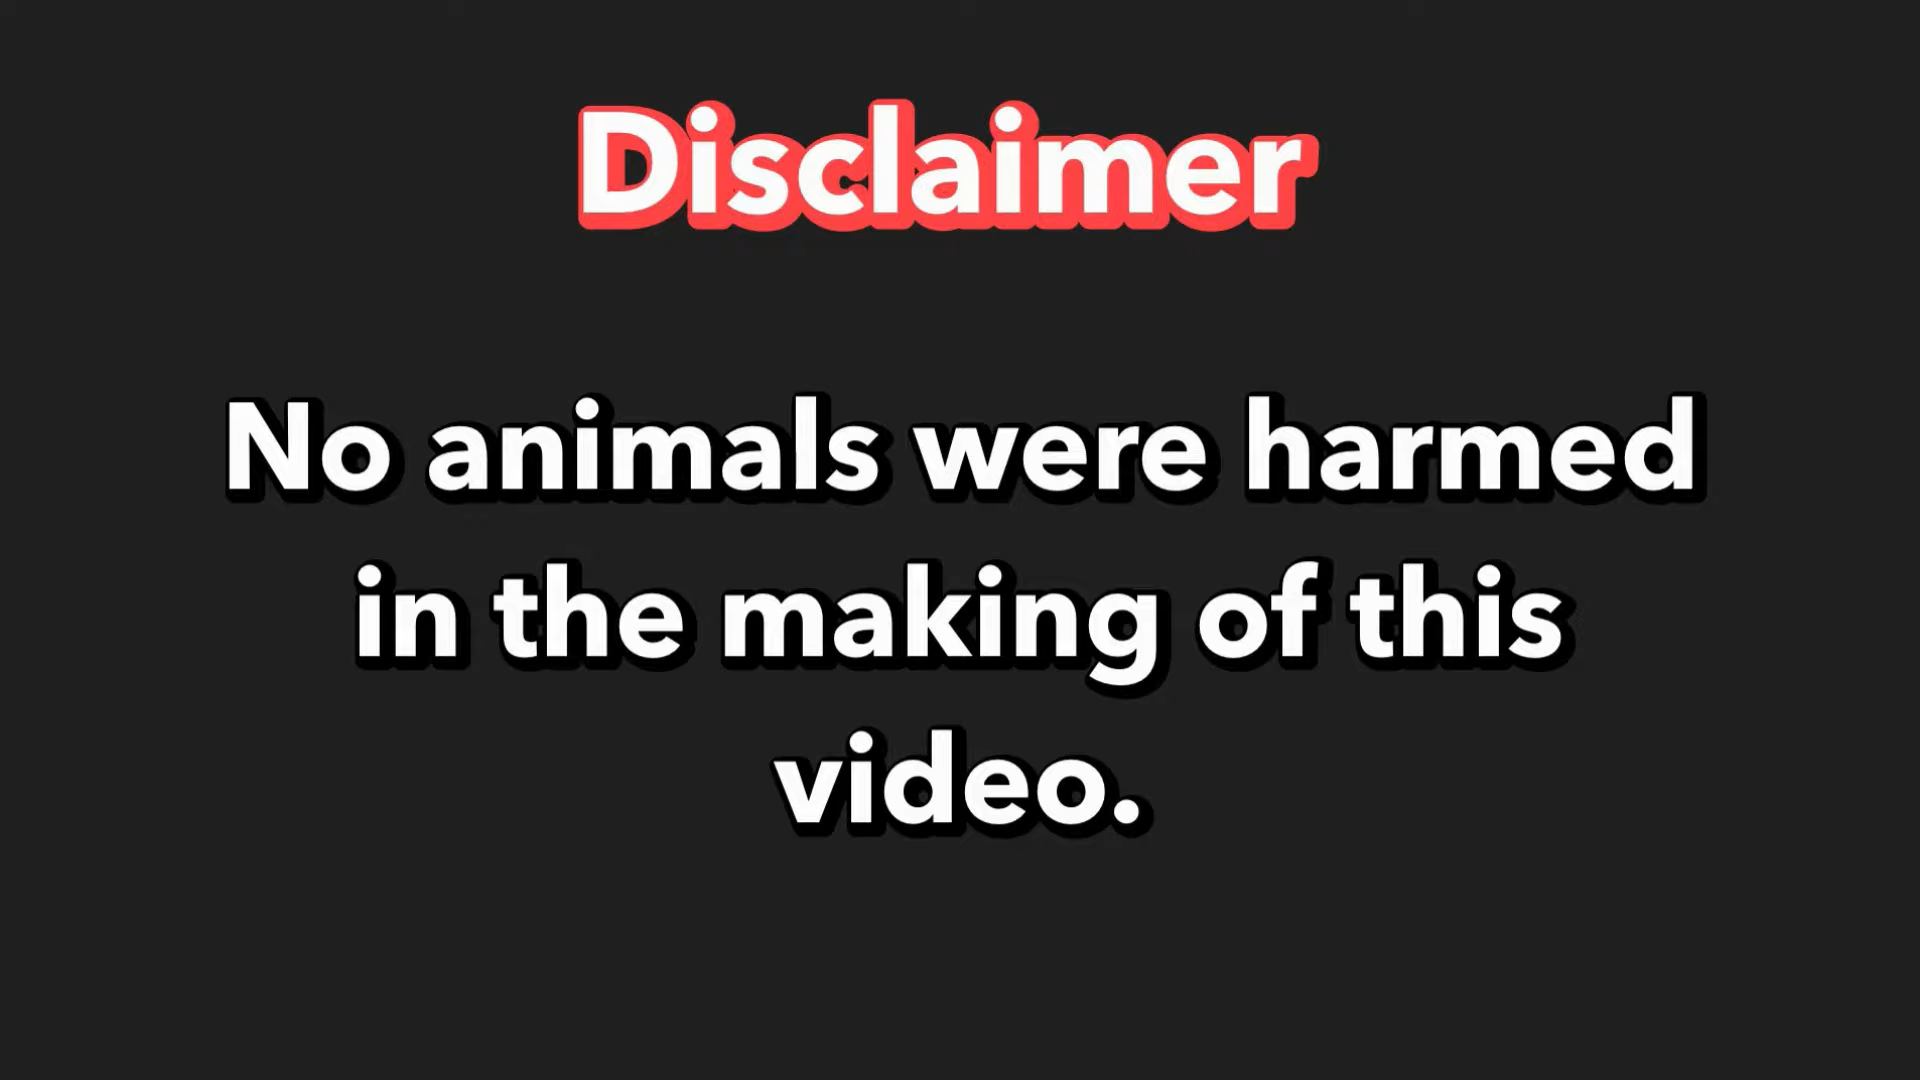 Disclaimer
No animals were harmed
in the making of this
video.